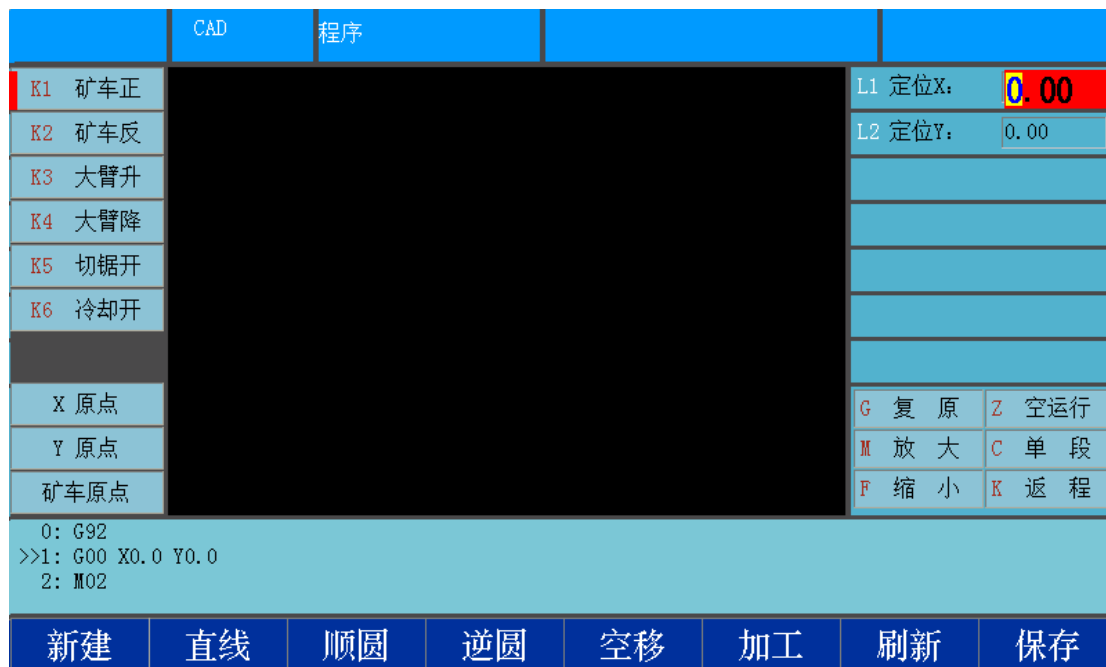 CAD 程序
K1 矿车正
K2 矿车反
K3 大臂升
K4 大臂降
K5 切锯开
K6 冷却开
X 原点
Y 原点
矿车原点
L1 定位X: 0.00
L2 定位Y: 0.00
G 复 原 Z 空运行
M 放 大 C 单 段
F 缩 小 K 返 程
0: G92
>>1: G00 X0.0 Y0.0
2: M02
新建 直线 顺圆 逆圆 空移 加工 刷新 保存